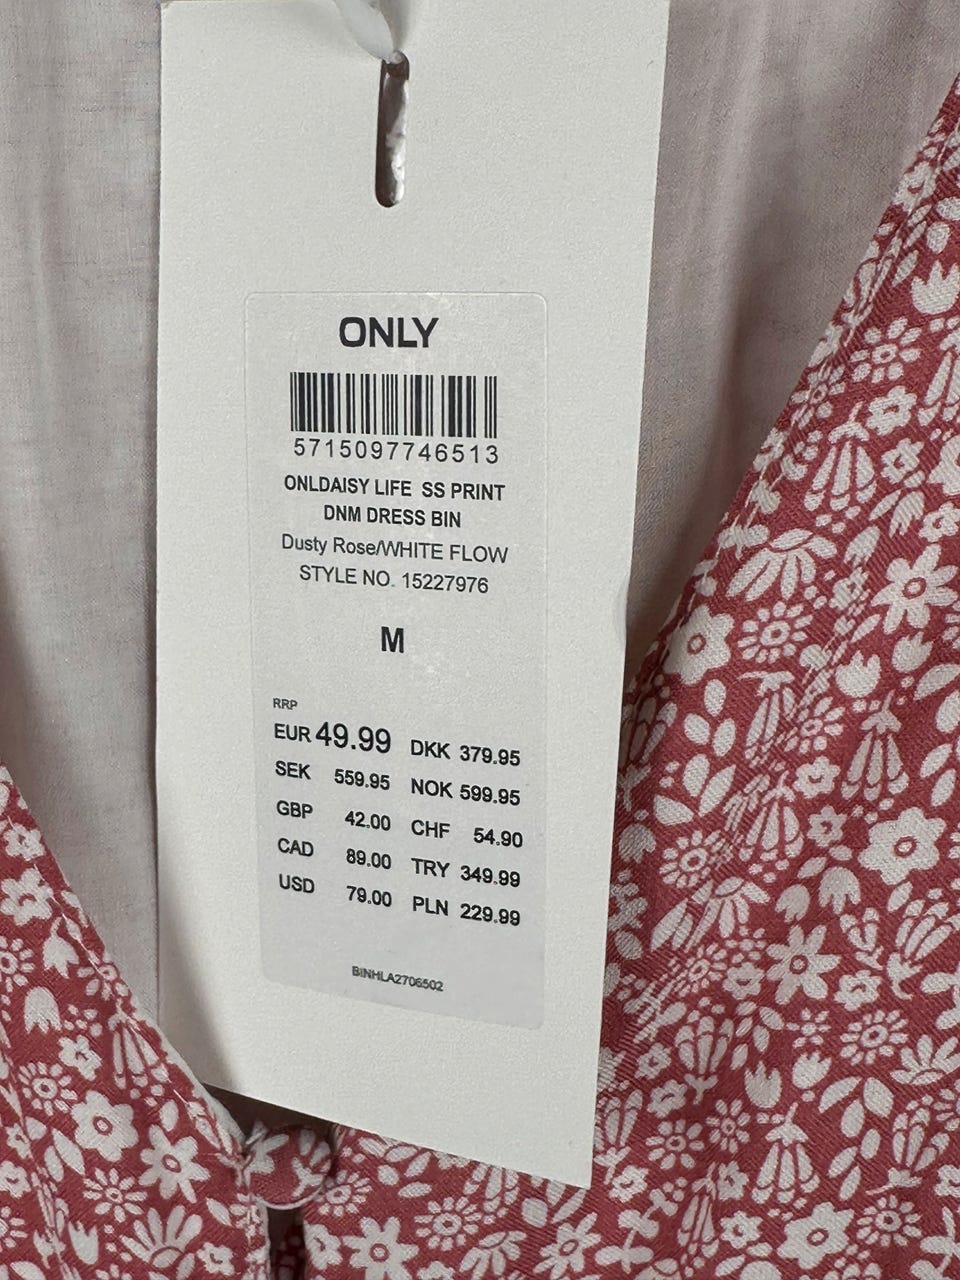 ONLY
5715097746513
ONLDAISY LIFE SS PRINT
DNM DRESS BIN
Dusty Rose/WHITE FLOW
STYLE NO. 15227976
M
RRP
EUR 49.99 DKK 379.95
SEK 559.95 NOK 599.95
GBP 42.00 CHF 54.90
CAD 89.00 TRY 349.99
USD 79.00 PLN 229.99
BINHLA2706502